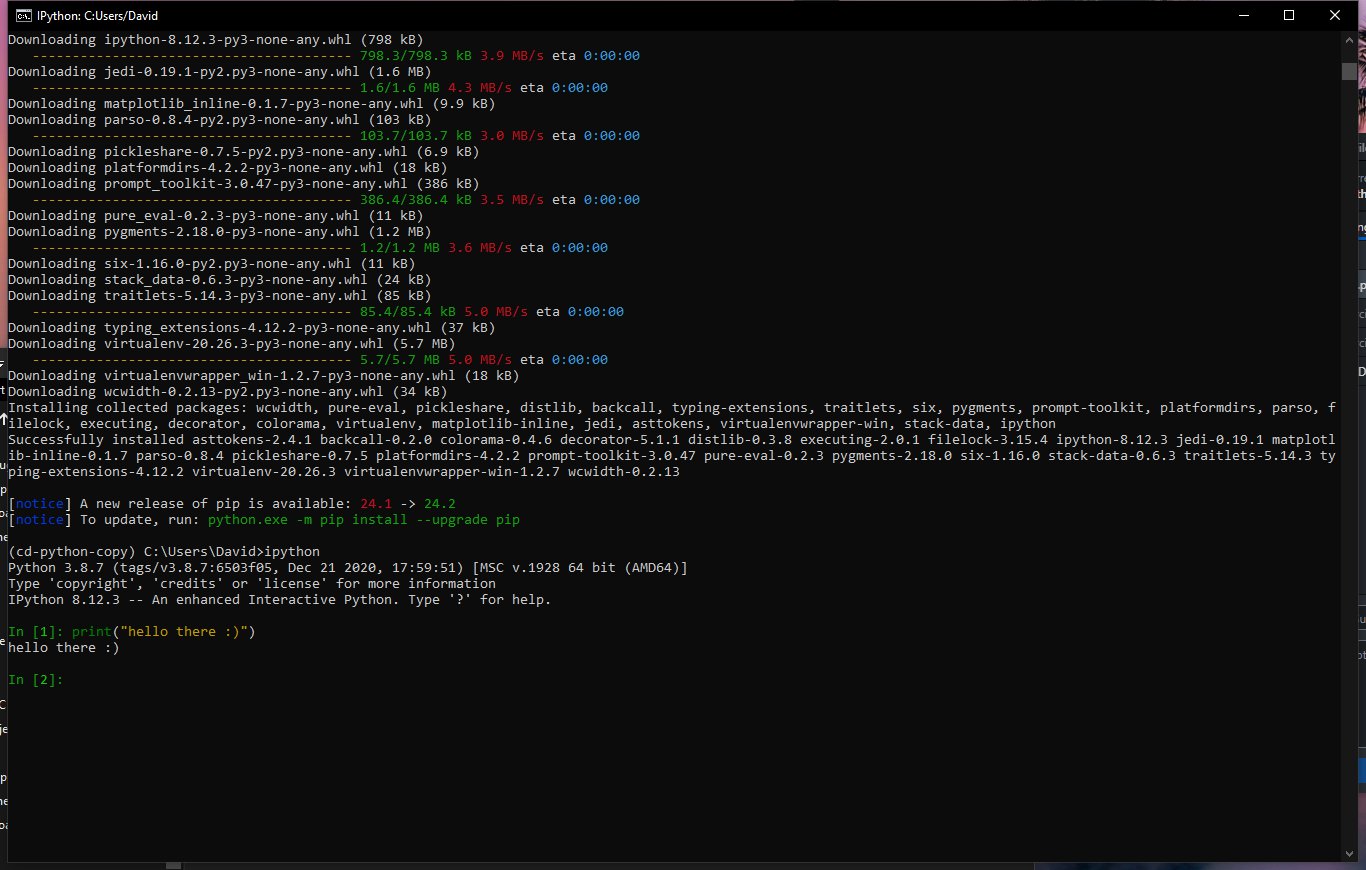 IPython: C:Users/David
Downloading ipython-8.12.3-py3-none-any.whl (798 kB)
---------------------------------------- 798.3/798.3 kB 3.9 MB/s eta 0:00:00
Downloading jedi-0.19.1-py2.py3-none-any.whl (1.6 MB)
---------------------------------------- 1.6/1.6 MB 4.3 MB/s eta 0:00:00
Downloading matplotlib_inline-0.1.7-py3-none-any.whl (9.9 kB)
Downloading parso-0.8.4-py2.py3-none-any.whl (103 kB)
---------------------------------------- 103.7/103.7 kB 3.0 MB/s eta 0:00:00
Downloading pickleshare-0.7.5-py2.py3-none-any.whl (6.9 kB)
Downloading platformdirs-4.2.2-py3-none-any.whl (18 kB)
Downloading prompt_toolkit-3.0.47-py3-none-any.whl (386 kB)
---------------------------------------- 386.4/386.4 kB 3.5 MB/s eta 0:00:00
Downloading pure_eval-0.2.3-py3-none-any.whl (11 kB)
Downloading pygments-2.18.0-py3-none-any.whl (1.2 MB)
---------------------------------------- 1.2/1.2 MB 3.6 MB/s eta 0:00:00
Downloading six-1.16.0-py2.py3-none-any.whl (11 kB)
Downloading stack_data-0.6.3-py3-none-any.whl (24 kB)
Downloading traitlets-5.14.3-py3-none-any.whl (85 kB)
---------------------------------------- 85.4/85.4 kB 5.0 MB/s eta 0:00:00
Downloading typing_extensions-4.12.2-py3-none-any.whl (37 kB)
Downloading virtualenv-20.26.3-py3-none-any.whl (5.7 MB)
---------------------------------------- 5.7/5.7 MB 5.0 MB/s eta 0:00:00
Downloading virtualenvwrapper_win-1.2.7-py3-none-any.whl (18 kB)
Downloading wcwidth-0.2.13-py2.py3-none-any.whl (34 kB)
Installing collected packages: wcwidth, pure-eval, pickleshare, distlib, backcall, typing-extensions, traitlets, six, pygments, prompt-toolkit, platformdirs, parso, f
ilelock, executing, decorator, colorama, virtualenv, matplotlib-inline, jedi, asttokens, virtualenvwrapper-win, stack-data, ipython
Successfully installed asttokens-2.4.1 backcall-0.2.0 colorama-0.4.6 decorator-5.1.1 distlib-0.3.8 executing-2.0.1 filelock-3.15.4 ipython-8.12.3 jedi-0.19.1 matplotl
ib-inline-0.1.7 parso-0.8.4 pickleshare-0.7.5 platformdirs-4.2.2 prompt-toolkit-3.0.47 pure-eval-0.2.3 pygments-2.18.0 six-1.16.0 stack-data-0.6.3 traitlets-5.14.3 ty
ping-extensions-4.12.2 virtualenv-20.26.3 virtualenvwrapper-win-1.2.7 wcwidth-0.2.13
[notice] A new release of pip is available: 24.1 -> 24.2
[notice] To update, run: python.exe -m pip install --upgrade pip
(cd-python-copy) C:\Users\David>ipython
Python 3.8.7 (tags/v3.8.7:6503f05, Dec 21 2020, 17:59:51) [MSC v.1928 64 bit (AMD64)]
Type 'copyright', 'credits' or 'license' for more information
IPython 8.12.3 -- An enhanced Interactive Python. Type '?' for help.
In [1]: print("hello there :)")
hello there :)
In [2]: